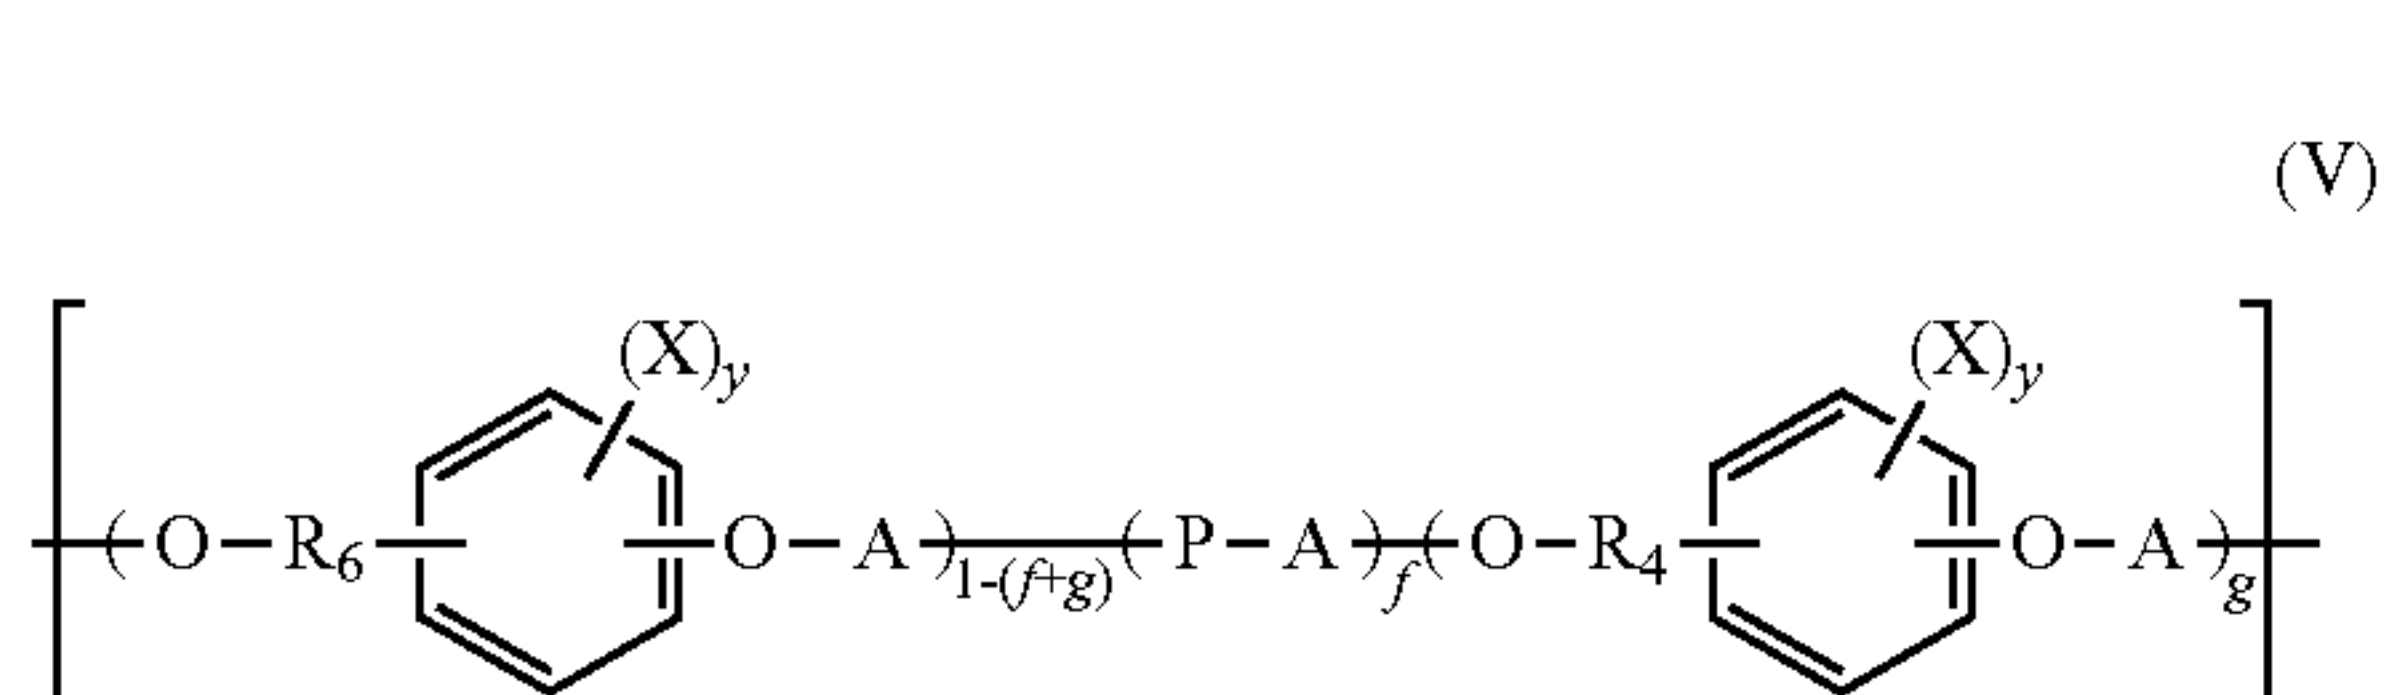 (V)
(X)y (X)y
( O – R6 O – A )1-(f+g) ( P – A )f ( O – R4 O – A )g